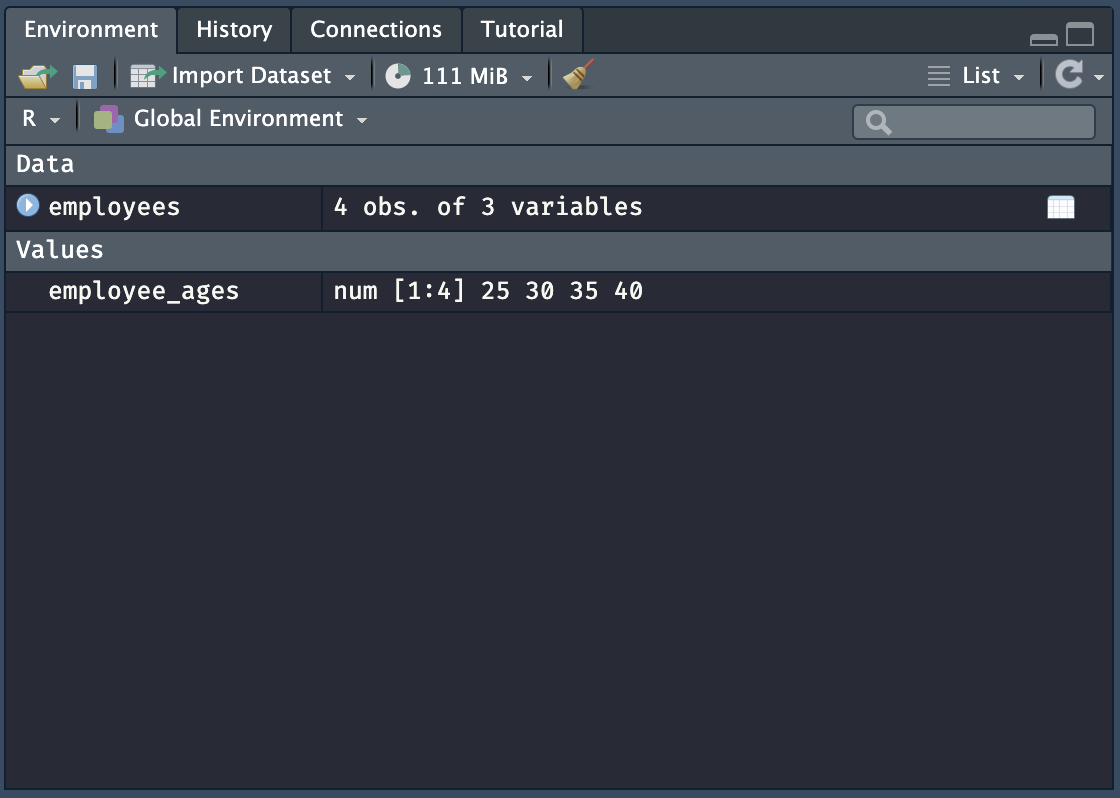 Environment History Connections Tutorial
Import Dataset 111 MiB List
R Global Environment
Data
employees 4 obs. of 3 variables
Values
employee_ages num [1:4] 25 30 35 40